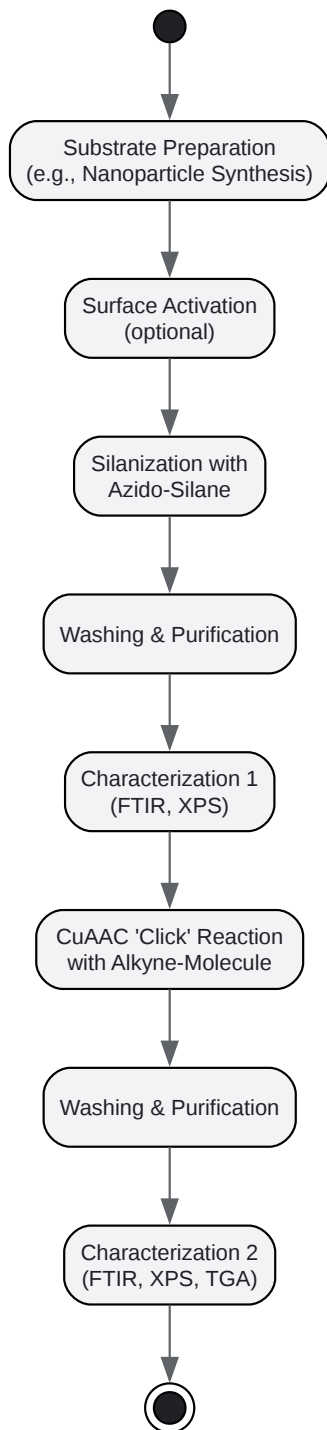 Substrate Preparation
(e.g., Nanoparticle Synthesis)
Surface Activation
(optional)
Silanization with
Azido-Silane
Washing & Purification
Characterization 1
(FTIR, XPS)
CuAAC 'Click' Reaction
with Alkyne-Molecule
Washing & Purification
Characterization 2
(FTIR, XPS, TGA)